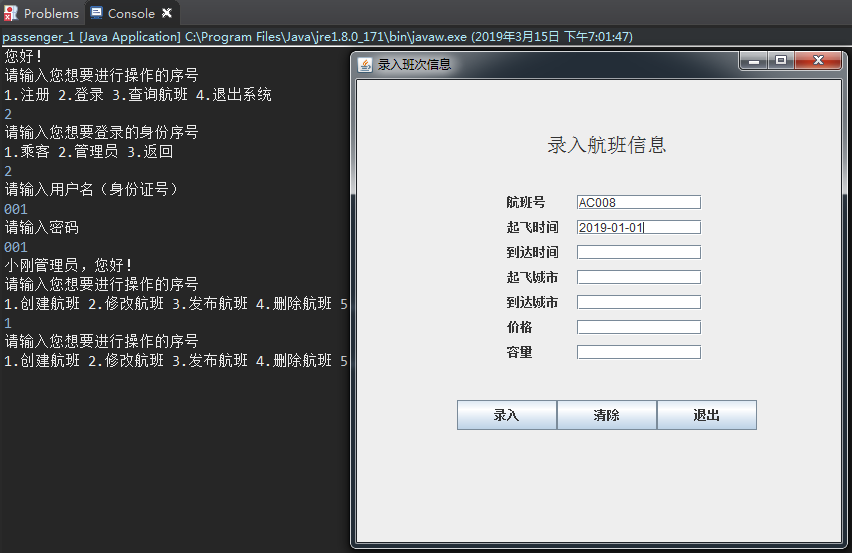 Problems Console
passenger_1 [Java Application] C:\Program Files\Java\jre1.8.0_171\bin\javaw.exe (2019年3月15日 下午7:01:47)
您好！
请输入您想要进行操作的序号
1.注册 2.登录 3.查询航班 4.退出系统
2
请输入您想要登录的身份序号
1.乘客 2.管理员 3.返回
2
请输入用户名（身份证号）
001
请输入密码
001
小刚管理员，您好！
请输入您想要进行操作的序号
1.创建航班 2.修改航班 3.发布航班 4.删除航班 5
1
请输入您想要进行操作的序号
1.创建航班 2.修改航班 3.发布航班 4.删除航班 5
录入班次信息
录入航班信息
航班号 AC008
起飞时间 2019-01-01
到达时间
起飞城市
到达城市
价格
容量
录入 清除 退出